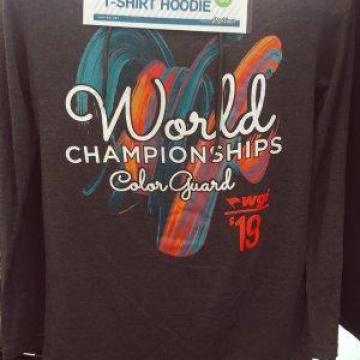 T-SHIRT HOODIE
World
CHAMPIONSHIPS
Color Guard
wgi
$19